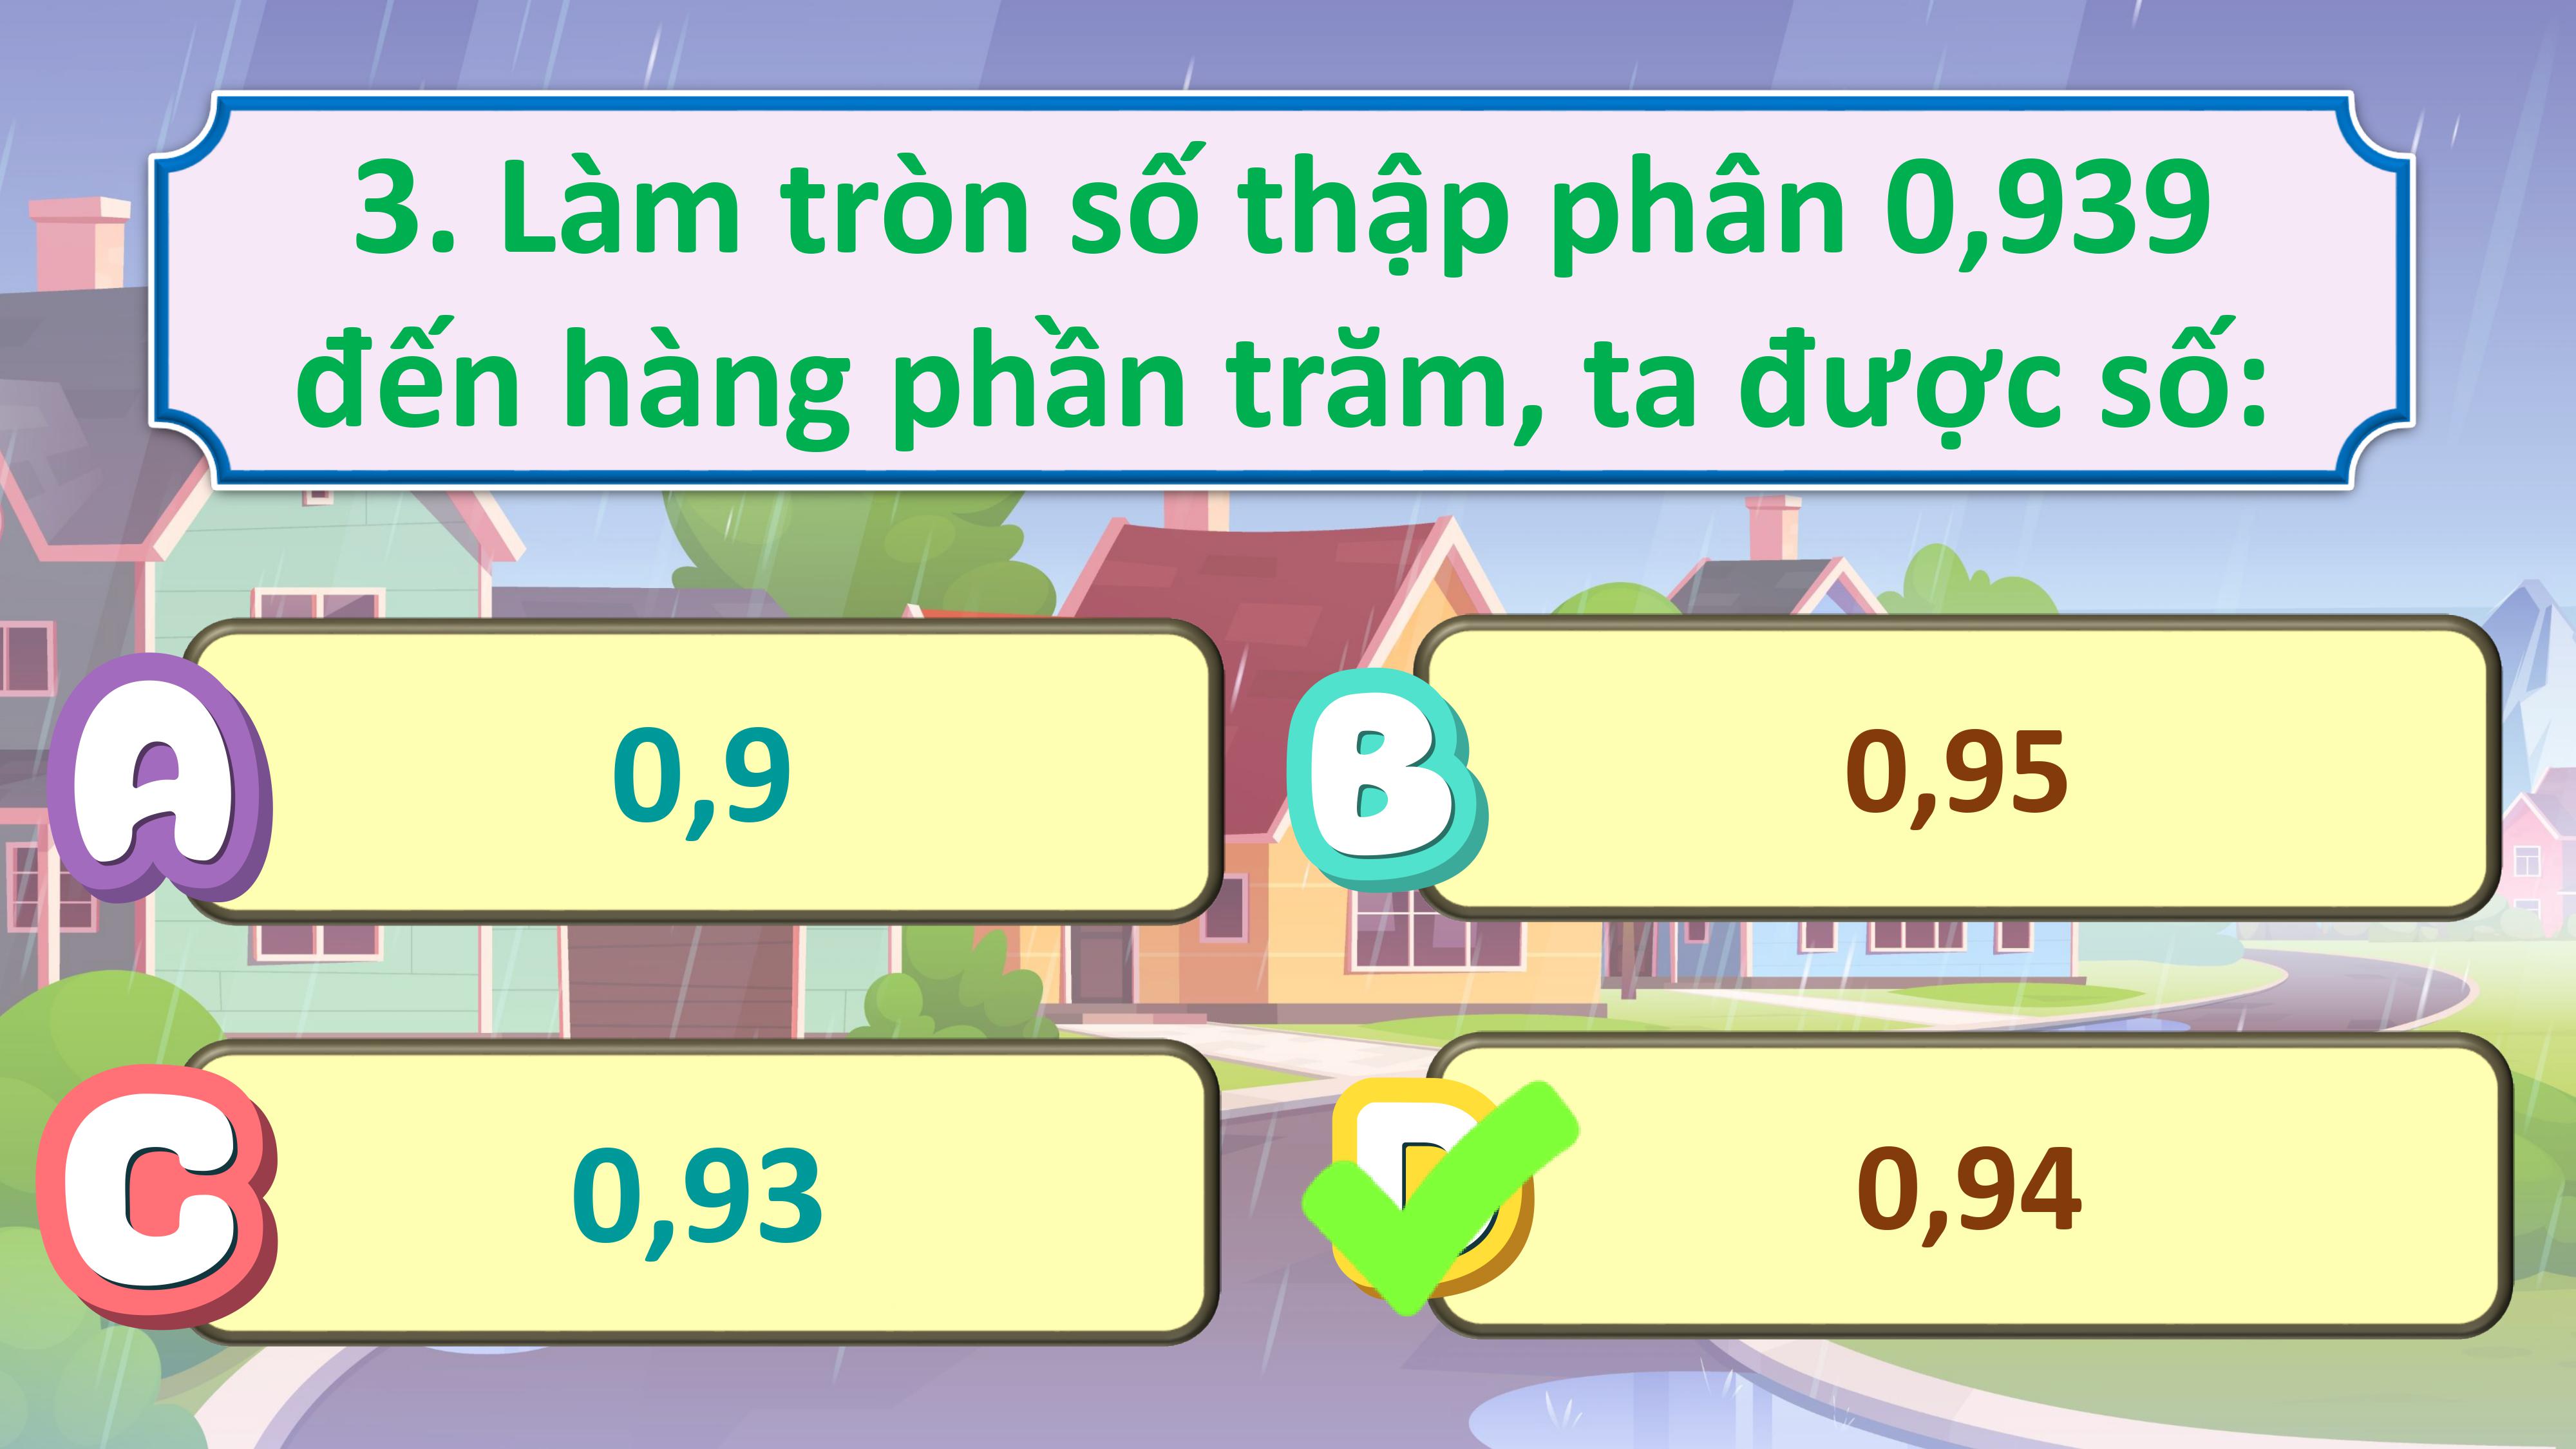 3. Làm tròn số thập phân 0,939
đến hàng phần trăm, ta được số:
A 0,9
B 0,95
C 0,93
D 0,94